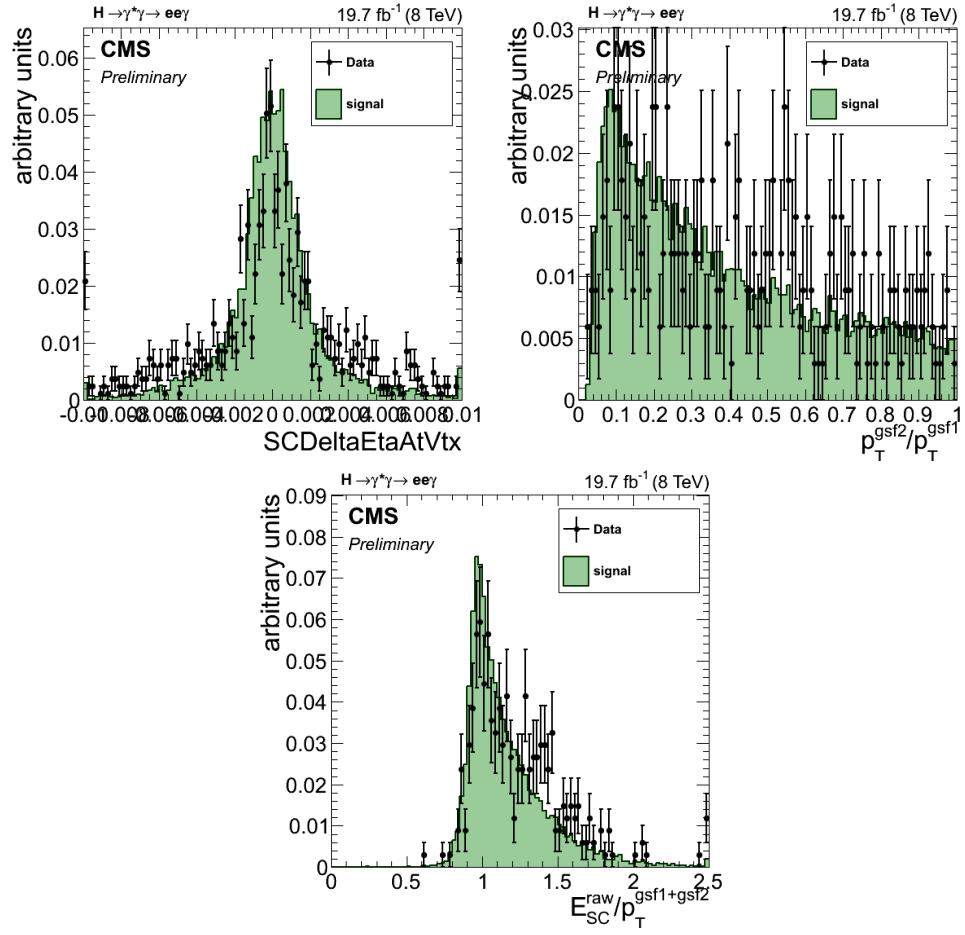 H →γ*γ→ eeγ
19.7 fb⁻¹ (8 TeV)
CMS
Preliminary
Data
signal
arbitrary units
0.06
0.05
0.04
0.03
0.02
0.01
0
0
0.01
SCDeltaEtaAtVtx
H →γ*γ→ eeγ
19.7 fb⁻¹ (8 TeV)
CMS
Preliminary
Data
signal
arbitrary units
0.03
0.025
0.02
0.015
0.01
0.005
0
0 0.1 0.2 0.3 0.4 0.5 0.6 0.7 0.8 0.9 1
p_T^gsf2/p_T^gsf1
H →γ*γ→ eeγ
19.7 fb⁻¹ (8 TeV)
CMS
Preliminary
Data
signal
arbitrary units
0.09
0.08
0.07
0.06
0.05
0.04
0.03
0.02
0.01
0
0 0.5 1 1.5 2 2.5
E_SC^raw/p_T^gsf1+gsf2